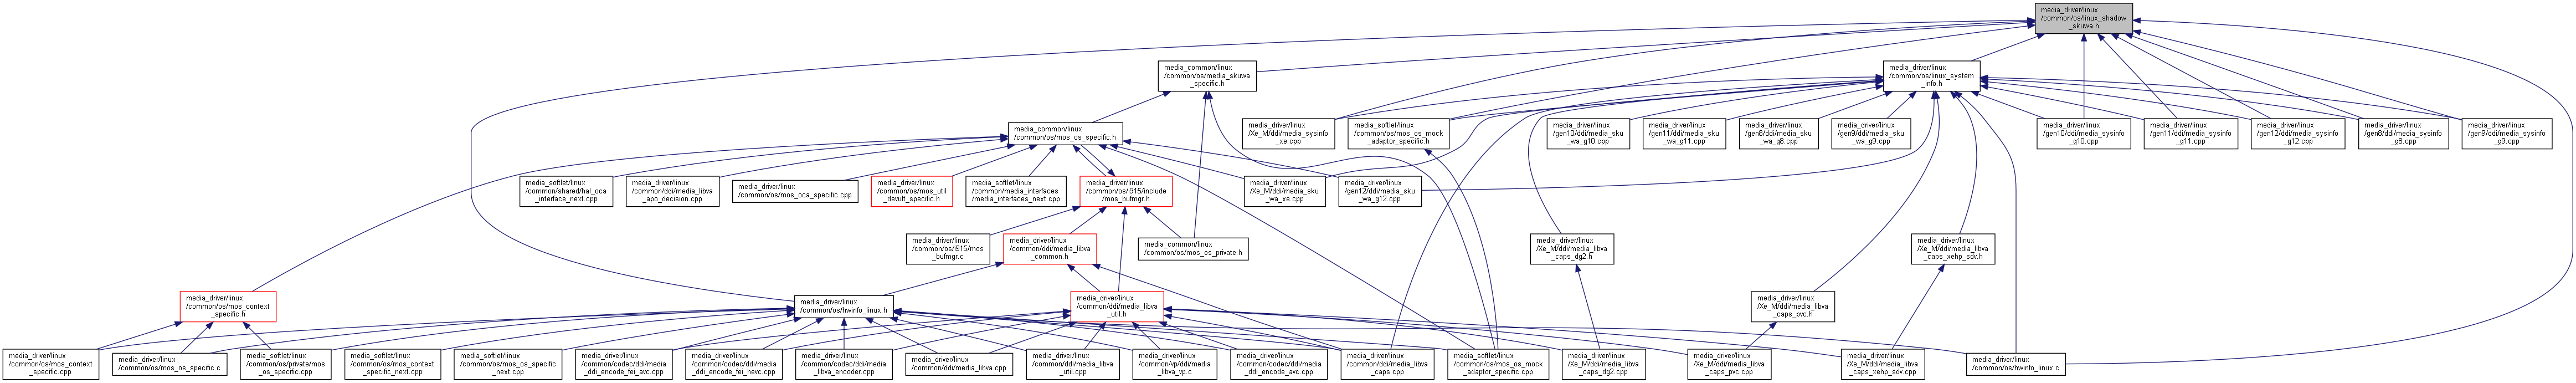 media_driver/linux
/common/os/linux_shadow
_skuwa.h
media_common/linux
/common/os/media_skuwa
_specific.h
media_driver/linux
/common/os/linux_system
_info.h
media_common/linux
/common/os/mos_os_specific.h
media_driver/linux
/Xe_M/ddi/media_sysinfo
_xe.cpp
media_softlet/linux
/common/os/mos_os_mock
_adaptor_specific.h
media_driver/linux
/gen10/ddi/media_sku
_wa_g10.cpp
media_driver/linux
/gen11/ddi/media_sku
_wa_g11.cpp
media_driver/linux
/gen8/ddi/media_sku
_wa_g8.cpp
media_driver/linux
/gen9/ddi/media_sku
_wa_g9.cpp
media_driver/linux
/gen10/ddi/media_sysinfo
_g10.cpp
media_driver/linux
/gen11/ddi/media_sysinfo
_g11.cpp
media_driver/linux
/gen12/ddi/media_sysinfo
_g12.cpp
media_driver/linux
/gen8/ddi/media_sysinfo
_g8.cpp
media_driver/linux
/gen9/ddi/media_sysinfo
_g9.cpp
media_softlet/linux
/common/shared/hal_oca
_interface_next.cpp
media_driver/linux
/common/ddi/media_libva
_apo_decision.cpp
media_driver/linux
/common/os/mos_oca_specific.cpp
media_driver/linux
/common/os/mos_util
_devult_specific.h
media_softlet/linux
/common/media_interfaces
/media_interfaces_next.cpp
media_driver/linux
/common/os/i915/include
/mos_bufmgr.h
media_driver/linux
/Xe_M/ddi/media_sku
_wa_xe.cpp
media_driver/linux
/gen12/ddi/media_sku
_wa_g12.cpp
media_driver/linux
/common/os/i915/mos
_bufmgr.c
media_driver/linux
/common/ddi/media_libva
_common.h
media_common/linux
/common/os/mos_os_private.h
media_driver/linux
/Xe_M/ddi/media_libva
_caps_dg2.h
media_driver/linux
/Xe_M/ddi/media_libva
_caps_xehp_sdv.h
media_driver/linux
/common/os/mos_context
_specific.h
media_driver/linux
/common/os/hwinfo_linux.h
media_driver/linux
/common/ddi/media_libva
_util.h
media_driver/linux
/Xe_M/ddi/media_libva
_caps_pvc.h
media_driver/linux
/common/os/mos_context
_specific.cpp
media_driver/linux
/common/os/mos_os_specific.c
media_softlet/linux
/common/os/private/mos
_os_specific.cpp
media_softlet/linux
/common/os/mos_context
_specific_next.cpp
media_softlet/linux
/common/os/mos_os_specific
_next.cpp
media_driver/linux
/common/codec/ddi/media
_ddi_encode_fei_avc.cpp
media_driver/linux
/common/codec/ddi/media
_ddi_encode_fei_hevc.cpp
media_driver/linux
/common/codec/ddi/media
_libva_encoder.cpp
media_driver/linux
/common/ddi/media_libva.cpp
media_driver/linux
/common/ddi/media_libva
_util.cpp
media_driver/linux
/common/vp/ddi/media
_libva_vp.c
media_driver/linux
/common/codec/ddi/media
_ddi_encode_avc.cpp
media_driver/linux
/common/ddi/media_libva
_caps.cpp
media_softlet/linux
/common/os/mos_os_mock
_adaptor_specific.cpp
media_driver/linux
/Xe_M/ddi/media_libva
_caps_dg2.cpp
media_driver/linux
/Xe_M/ddi/media_libva
_caps_pvc.cpp
media_driver/linux
/Xe_M/ddi/media_libva
_caps_xehp_sdv.cpp
media_driver/linux
/common/os/hwinfo_linux.c